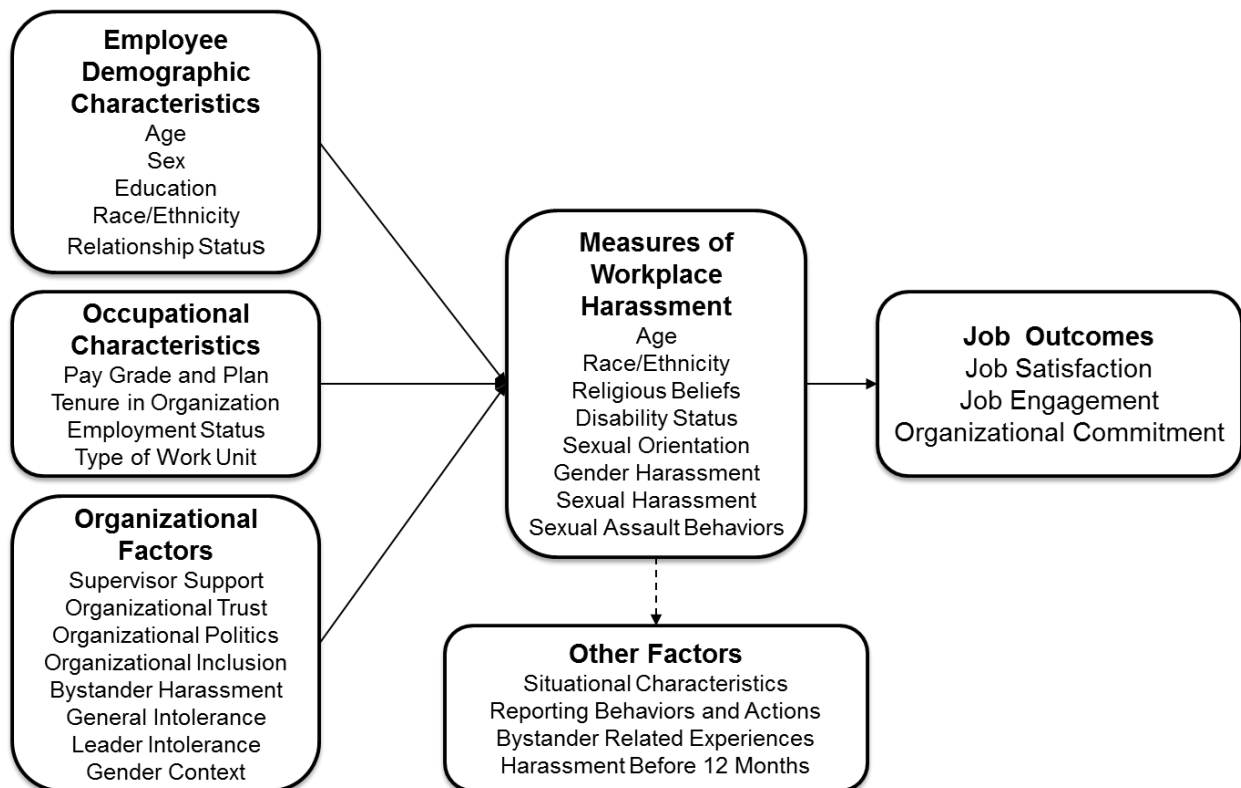 Employee
Demographic
Characteristics
Age
Sex
Education
Race/Ethnicity
Relationship Status
Occupational
Characteristics
Pay Grade and Plan
Tenure in Organization
Employment Status
Type of Work Unit
Organizational
Factors
Supervisor Support
Organizational Trust
Organizational Politics
Organizational Inclusion
Bystander Harassment
General Intolerance
Leader Intolerance
Gender Context
Measures of
Workplace
Harassment
Age
Race/Ethnicity
Religious Beliefs
Disability Status
Sexual Orientation
Gender Harassment
Sexual Harassment
Sexual Assault Behaviors
Other Factors
Situational Characteristics
Reporting Behaviors and Actions
Bystander Related Experiences
Harassment Before 12 Months
Job Outcomes
Job Satisfaction
Job Engagement
Organizational Commitment